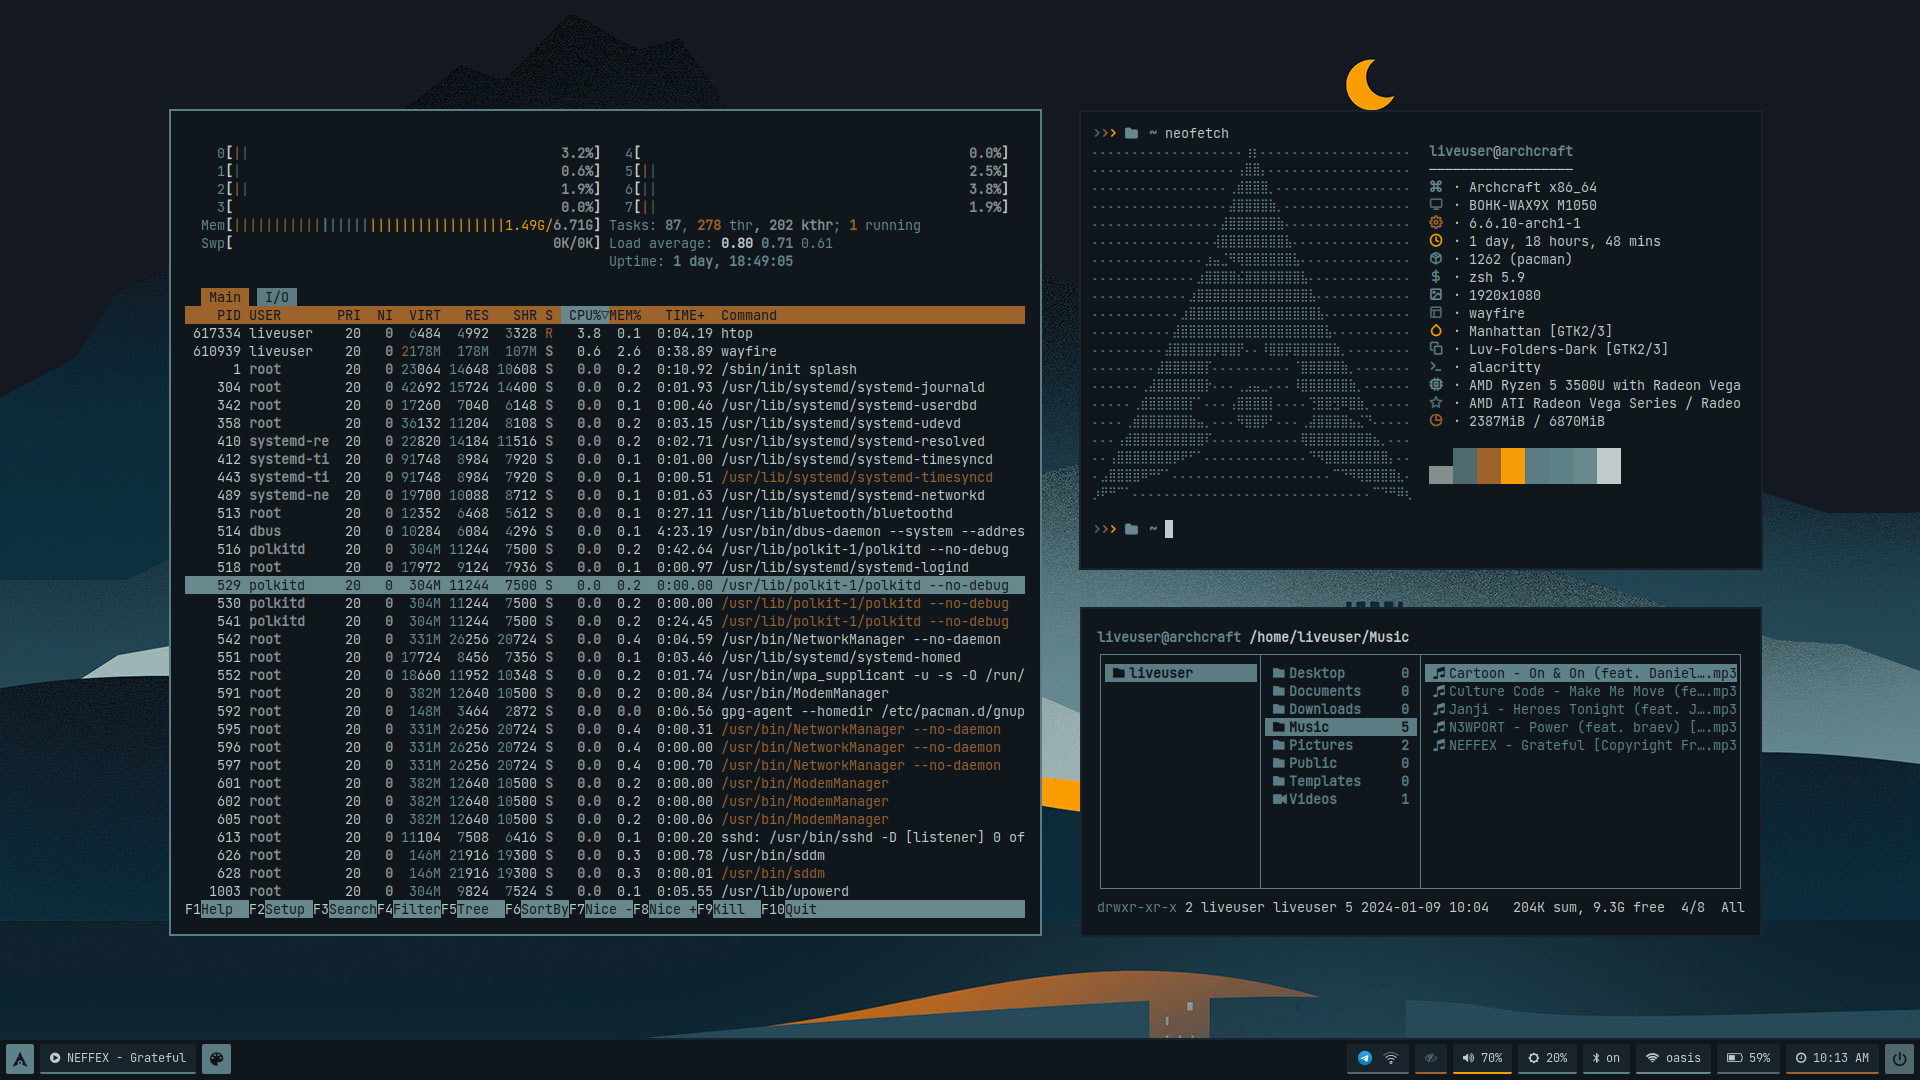 0[|| 3.2%] 4[ 0.0%]
1[| 0.6%] 5[|| 2.5%]
2[|| 1.9%] 6[|| 3.8%]
3[ 0.0%] 7[|| 1.9%]
Mem[||||||||||||||||||||||||||||||||||1.49G/6.71G] Tasks: 87, 278 thr, 202 kthr; 1 running
Swp[ 0K/0K] Load average: 0.80 0.71 0.61
Uptime: 1 day, 18:49:05
Main I/O
PID USER PRI NI VIRT RES SHR S CPU%▽MEM% TIME+ Command
617334 liveuser 20 0 6484 4992 3328 R 3.8 0.1 0:04.19 htop
610939 liveuser 20 0 2178M 178M 107M S 0.6 2.6 0:38.89 wayfire
1 root 20 0 23064 14648 10608 S 0.0 0.2 0:10.92 /sbin/init splash
304 root 20 0 42692 15724 14400 S 0.0 0.2 0:01.93 /usr/lib/systemd/systemd-journald
342 root 20 0 17260 7040 6148 S 0.0 0.1 0:00.46 /usr/lib/systemd/systemd-userdbd
358 root 20 0 36132 11204 8108 S 0.0 0.2 0:03.15 /usr/lib/systemd/systemd-udevd
410 systemd-re 20 0 22820 14184 11516 S 0.0 0.2 0:02.71 /usr/lib/systemd/systemd-resolved
412 systemd-ti 20 0 91748 8984 7920 S 0.0 0.1 0:01.00 /usr/lib/systemd/systemd-timesyncd
443 systemd-ti 20 0 91748 8984 7920 S 0.0 0.1 0:00.51 /usr/lib/systemd/systemd-timesyncd
489 systemd-ne 20 0 19700 10088 8712 S 0.0 0.1 0:01.63 /usr/lib/systemd/systemd-networkd
513 root 20 0 12352 6468 5612 S 0.0 0.1 0:27.11 /usr/lib/bluetooth/bluetoothd
514 dbus 20 0 10284 6084 4296 S 0.0 0.1 4:23.19 /usr/bin/dbus-daemon --system --addres
516 polkitd 20 0 304M 11244 7500 S 0.0 0.2 0:42.64 /usr/lib/polkit-1/polkitd --no-debug
518 root 20 0 17972 9124 7936 S 0.0 0.1 0:00.97 /usr/lib/systemd/systemd-logind
529 polkitd 20 0 304M 11244 7500 S 0.0 0.2 0:00.00 /usr/lib/polkit-1/polkitd --no-debug
530 polkitd 20 0 304M 11244 7500 S 0.0 0.2 0:00.00 /usr/lib/polkit-1/polkitd --no-debug
541 polkitd 20 0 304M 11244 7500 S 0.0 0.2 0:24.45 /usr/lib/polkit-1/polkitd --no-debug
542 root 20 0 331M 26256 20724 S 0.0 0.4 0:04.59 /usr/bin/NetworkManager --no-daemon
551 root 20 0 17724 8456 7356 S 0.0 0.1 0:03.46 /usr/lib/systemd/systemd-homed
552 root 20 0 18660 11952 10348 S 0.0 0.2 0:01.74 /usr/bin/wpa_supplicant -u -s -O /run/
591 root 20 0 382M 12640 10500 S 0.0 0.2 0:00.84 /usr/bin/ModemManager
592 root 20 0 148M 3464 2872 S 0.0 0.0 0:06.56 gpg-agent --homedir /etc/pacman.d/gnup
595 root 20 0 331M 26256 20724 S 0.0 0.4 0:00.31 /usr/bin/NetworkManager --no-daemon
596 root 20 0 331M 26256 20724 S 0.0 0.4 0:00.00 /usr/bin/NetworkManager --no-daemon
597 root 20 0 331M 26256 20724 S 0.0 0.4 0:00.70 /usr/bin/NetworkManager --no-daemon
601 root 20 0 382M 12640 10500 S 0.0 0.2 0:00.00 /usr/bin/ModemManager
602 root 20 0 382M 12640 10500 S 0.0 0.2 0:00.00 /usr/bin/ModemManager
605 root 20 0 382M 12640 10500 S 0.0 0.2 0:00.06 /usr/bin/ModemManager
613 root 20 0 11104 7508 6416 S 0.0 0.1 0:00.20 sshd: /usr/bin/sshd -D [listener] 0 of
626 root 20 0 146M 21916 19300 S 0.0 0.3 0:00.78 /usr/bin/sddm
628 root 20 0 146M 21916 19300 S 0.0 0.3 0:00.01 /usr/bin/sddm
1003 root 20 0 304M 9824 7524 S 0.0 0.1 0:05.55 /usr/lib/upowerd
F1Help F2Setup F3SearchF4FilterF5Tree F6SortByF7Nice -F8Nice +F9Kill F10Quit
~ neofetch
liveuser@archcraft
· Archcraft x86_64
· BOHK-WAX9X M1050
· 6.6.10-arch1-1
· 1 day, 18 hours, 48 mins
· 1262 (pacman)
· zsh 5.9
· 1920x1080
· wayfire
· Manhattan [GTK2/3]
· Luv-Folders-Dark [GTK2/3]
· alacritty
· AMD Ryzen 5 3500U with Radeon Vega
· AMD ATI Radeon Vega Series / Radeo
· 2387MiB / 6870MiB
~
liveuser@archcraft /home/liveuser/Music
liveuser
Desktop 0
Documents 0
Downloads 0
Music 5
Pictures 2
Public 0
Templates 0
Videos 1
Cartoon - On & On (feat. Daniel….mp3
Culture Code - Make Me Move (fe….mp3
Janji - Heroes Tonight (feat. J….mp3
N3WPORT - Power (feat. braev) [….mp3
NEFFEX - Grateful [Copyright Fr….mp3
drwxr-xr-x 2 liveuser liveuser 5 2024-01-09 10:04 204K sum, 9.3G free 4/8 All
NEFFEX - Grateful
70% 20% on oasis 59% 10:13 AM